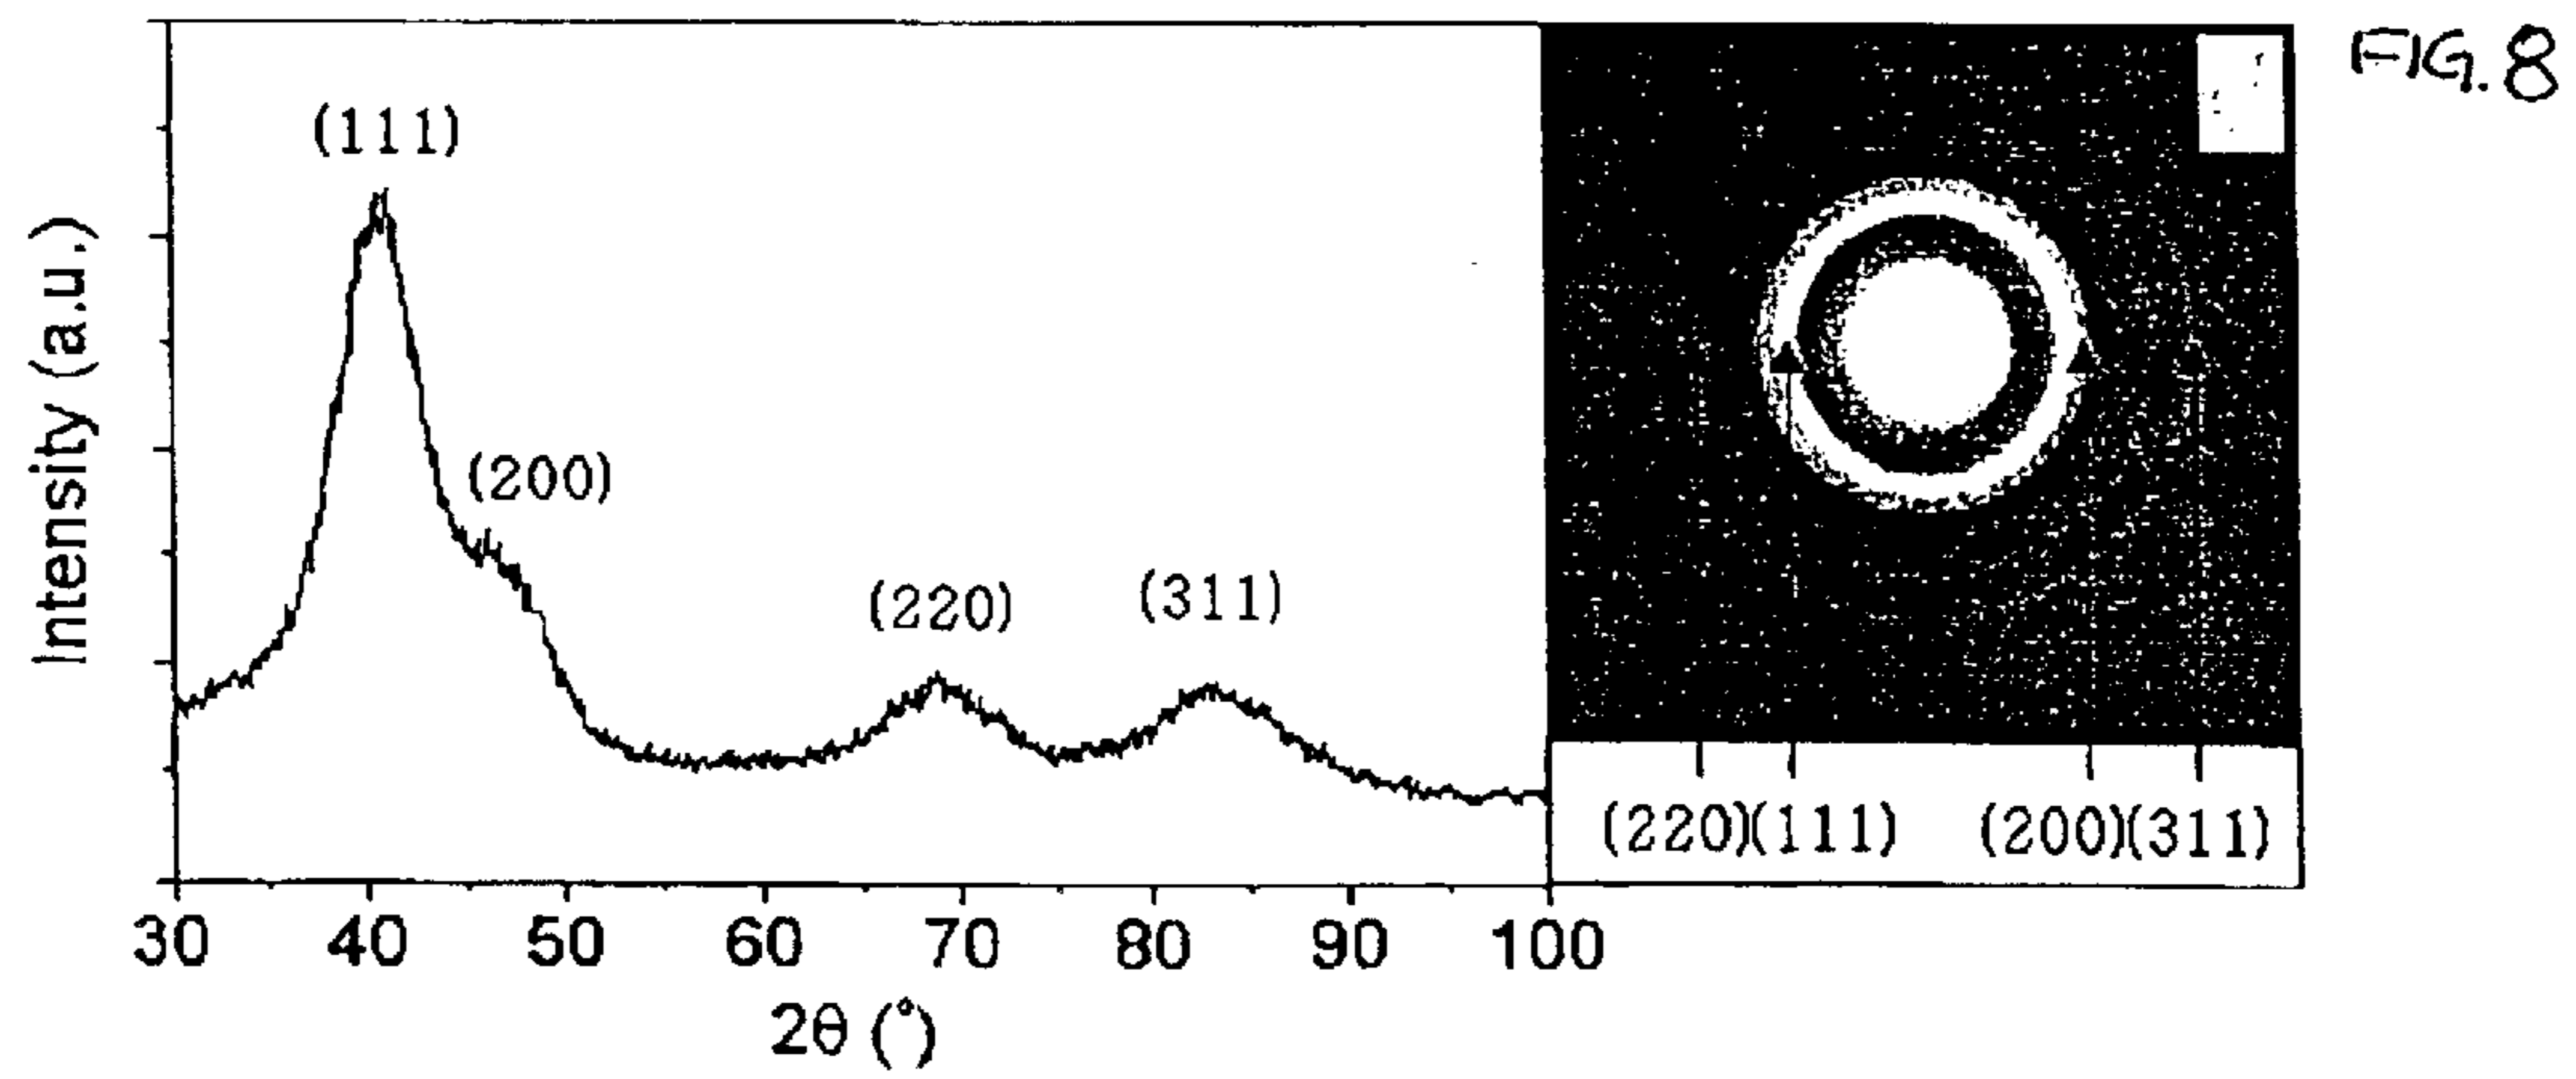 FIG. 8
(111)
(200)
(220)
(311)
Intensity (a.u.)
30 40 50 60 70 80 90 100
2θ (°)
(220)(111) (200)(311)